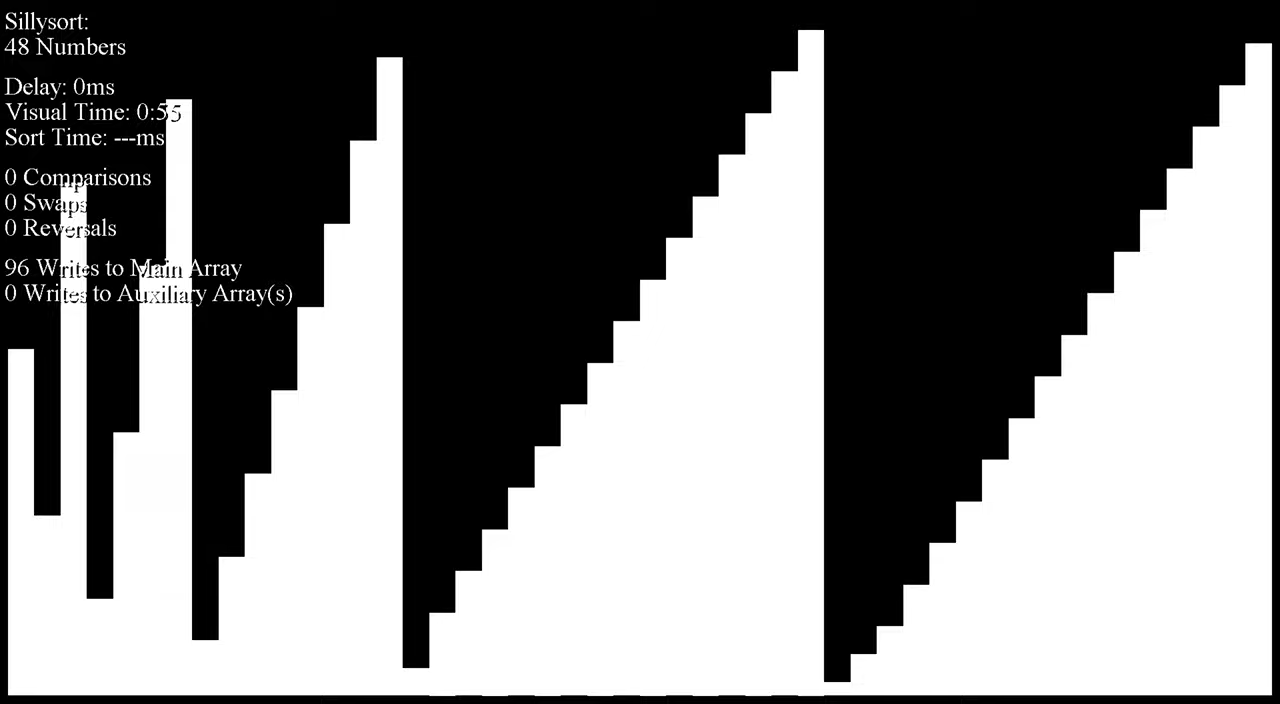 Sillysort:
48 Numbers
Delay: 0ms
Visual Time: 0:55
Sort Time: ---ms
0 Comparisons
0 Swaps
0 Reversals
96 Writes to Main Array
0 Writes to Auxiliary Array(s)